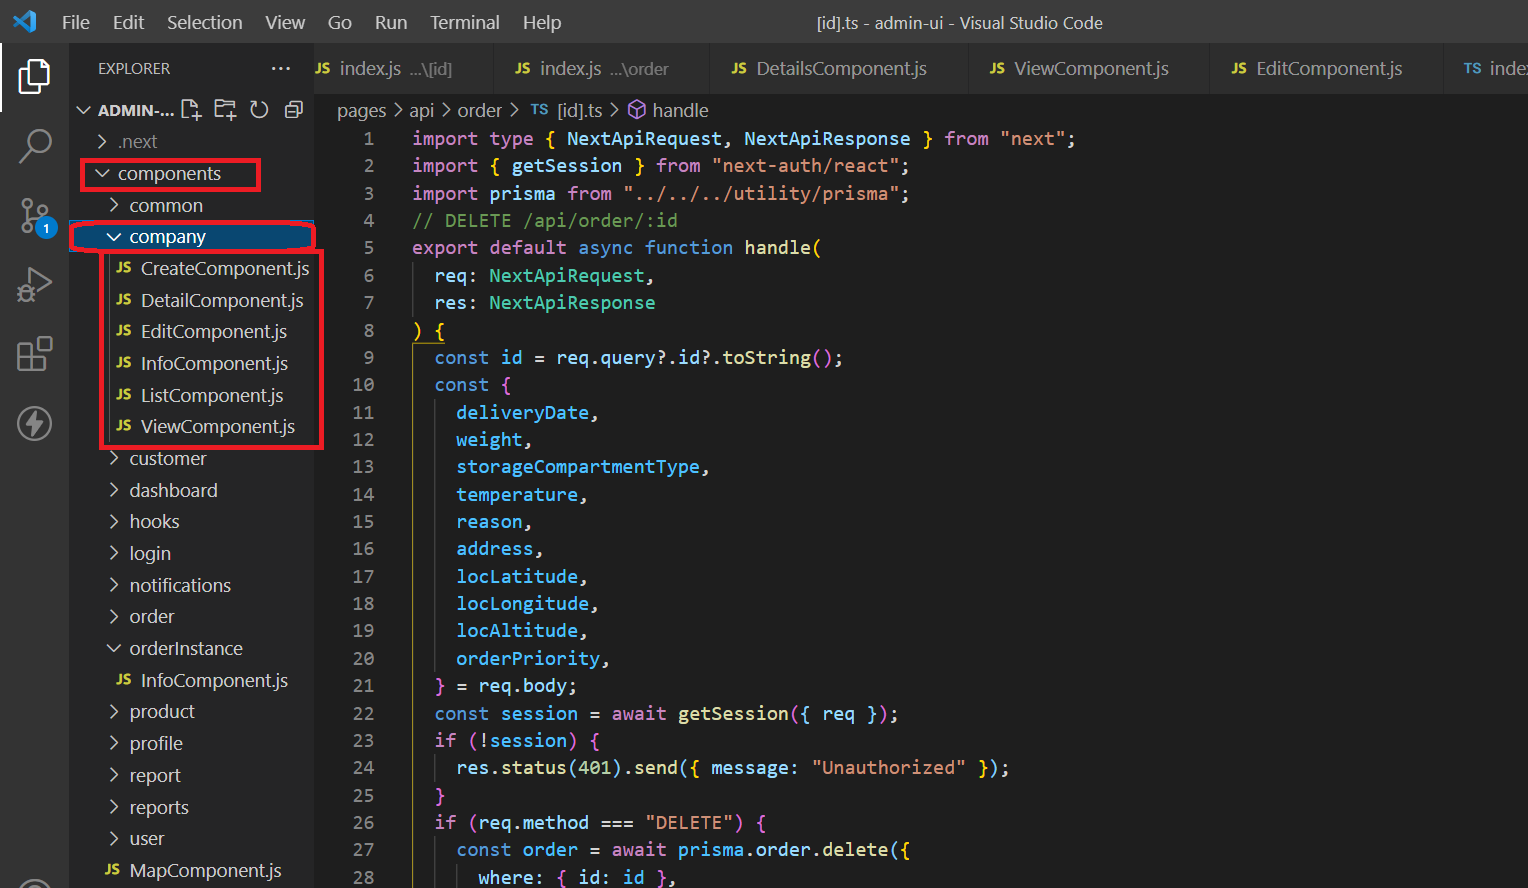 File Edit Selection View Go Run Terminal Help
[id].ts - admin-ui - Visual Studio Code
EXPLORER
ADMIN-...
.next
components
common
company
JS CreateComponent.js
JS DetailComponent.js
JS EditComponent.js
JS InfoComponent.js
JS ListComponent.js
JS ViewComponent.js
customer
dashboard
hooks
login
notifications
order
orderInstance
JS InfoComponent.js
product
profile
report
reports
user
JS MapComponent.js
1
JS index.js ...\[id]
JS index.js ...\order
JS DetailsComponent.js
JS ViewComponent.js
JS EditComponent.js
TS inde
pages > api > order > TS [id].ts > handle
1 import type { NextApiRequest, NextApiResponse } from "next";
2 import { getSession } from "next-auth/react";
3 import prisma from "../../../utility/prisma";
4 // DELETE /api/order/:id
5 export default async function handle(
6 req: NextApiRequest,
7 res: NextApiResponse
8 ) {
9 const id = req.query?.id?.toString();
10 const {
11 deliveryDate,
12 weight,
13 storageCompartmentType,
14 temperature,
15 reason,
16 address,
17 locLatitude,
18 locLongitude,
19 locAltitude,
20 orderPriority,
21 } = req.body;
22 const session = await getSession({ req });
23 if (!session) {
24 res.status(401).send({ message: "Unauthorized" });
25 }
26 if (req.method === "DELETE") {
27 const order = await prisma.order.delete({
28 where: { id: id },